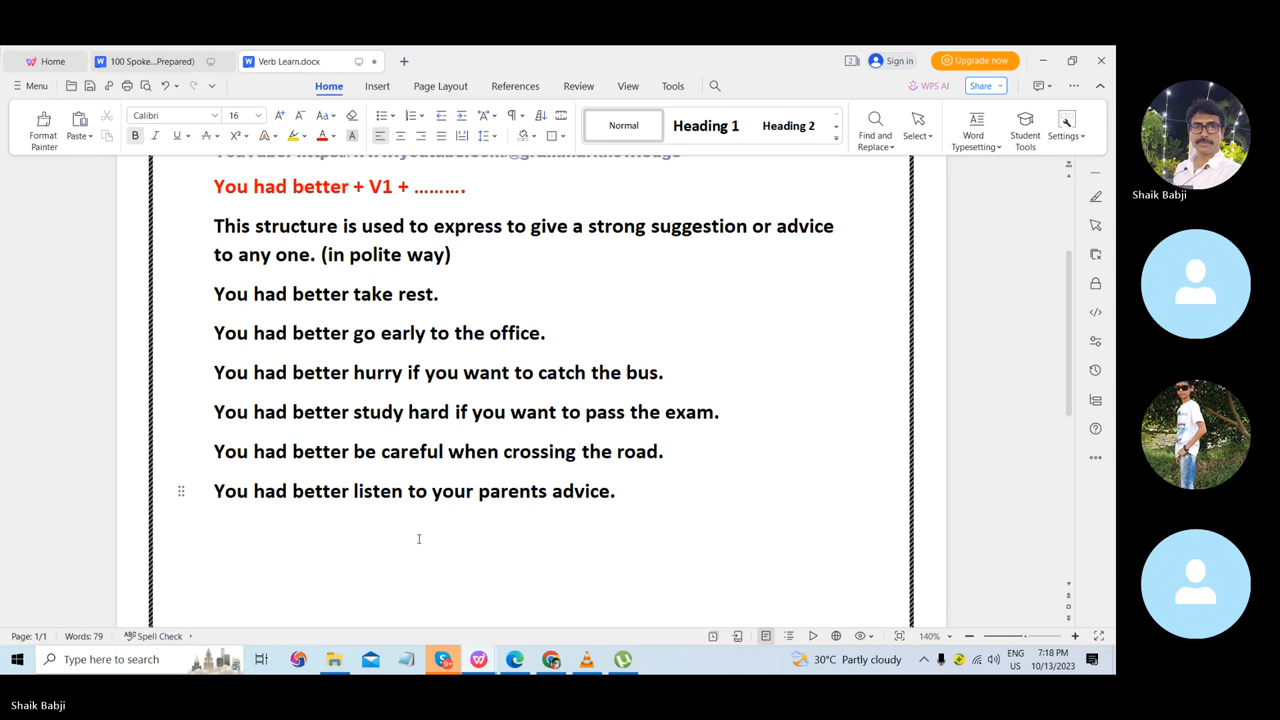 Home
100 Spoke...Prepared)
Verb Learn.docx
Sign in
Upgrade now
Menu
Home Insert Page Layout References Review View Tools
WPS AI
Share
Format Painter
Paste
Calibri
16
Normal
Heading 1
Heading 2
Find and Replace
Select
Word Typesetting
Student Tools
Settings
You had better + V1 + ……….
This structure is used to express to give a strong suggestion or advice
to any one. (in polite way)
You had better take rest.
You had better go early to the office.
You had better hurry if you want to catch the bus.
You had better study hard if you want to pass the exam.
You had better be careful when crossing the road.
You had better listen to your parents advice.
Page: 1/1 Words: 79 Spell Check
140%
Type here to search
30°C Partly cloudy
ENG US
7:18 PM
10/13/2023
Shaik Babji
Shaik Babji